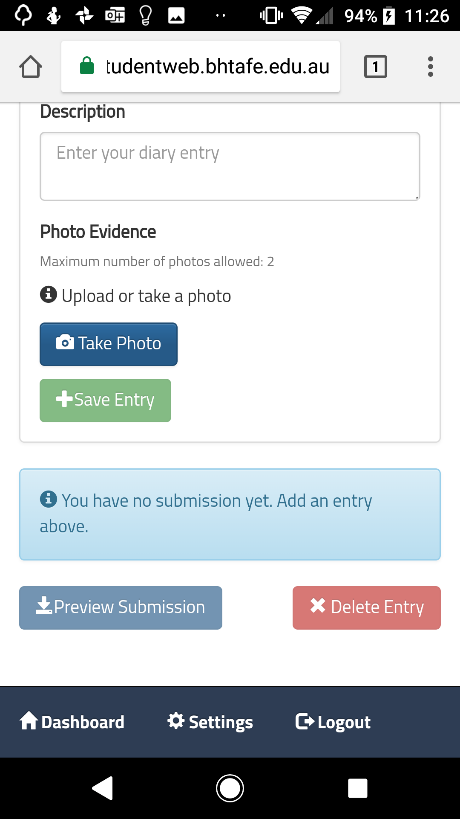 94% 11:26
tudentweb.bhtafe.edu.au 1
Description
Enter your diary entry
Photo Evidence
Maximum number of photos allowed: 2
Upload or take a photo
Take Photo
Save Entry
You have no submission yet. Add an entry
above.
Preview Submission Delete Entry
Dashboard Settings Logout